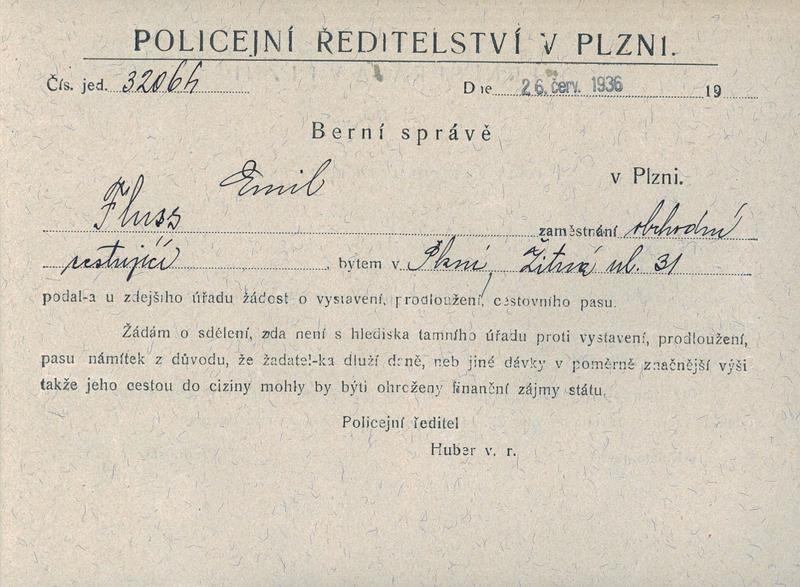 POLICEJNÍ ŘEDITELSTVÍ V PLZNI.
Čís. jed. 32064 Dne 26. červ. 1936 19
Berní správě
v Plzni.
Emil
Fluss zaměstnání obchodní
cestující, bytem v Plzni, Žitná ul. 31
podal-a u zdejšího úřadu žádost o vystavení, prodloužení, cestovního pasu.
Žádám o sdělení, zda není s hlediska tamního úřadu proti vystavení, prodloužení,
pasu námitek z důvodu, že žadatel-ka dluží daně, neb jiné dávky v poměrně značnější výši
takže jeho cestou do ciziny mohly by býti ohroženy finanční zájmy státu.
Policejní ředitel
Huber v. r.